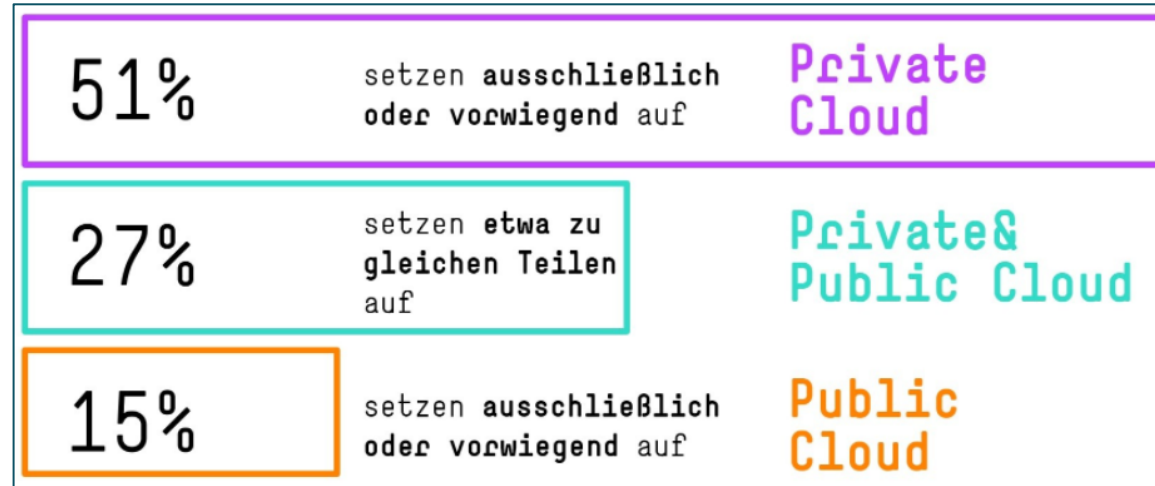 51%
setzen ausschließlich
oder vorwiegend auf
Private
Cloud
27%
setzen etwa zu
gleichen Teilen
auf
Private&
Public Cloud
15%
setzen ausschließlich
oder vorwiegend auf
Public
Cloud